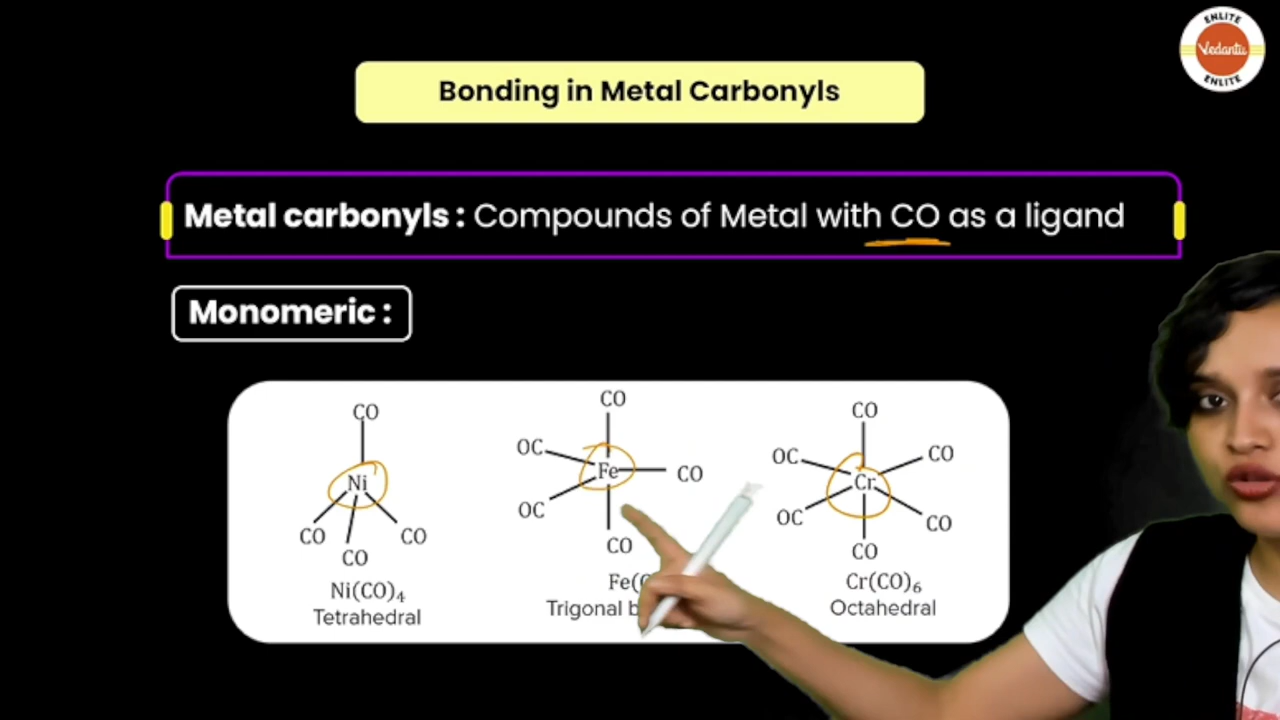 ENLITE
Vedantu
ENLITE
Bonding in Metal Carbonyls
Metal carbonyls : Compounds of Metal with CO as a ligand
Monomeric :
CO
Ni
CO
CO
CO
Ni(CO)₄
Tetrahedral
CO
OC
Fe
CO
OC
CO
Fe(
Trigonal b
CO
OC
CO
Cr
OC
CO
CO
Cr(CO)₆
Octahedral